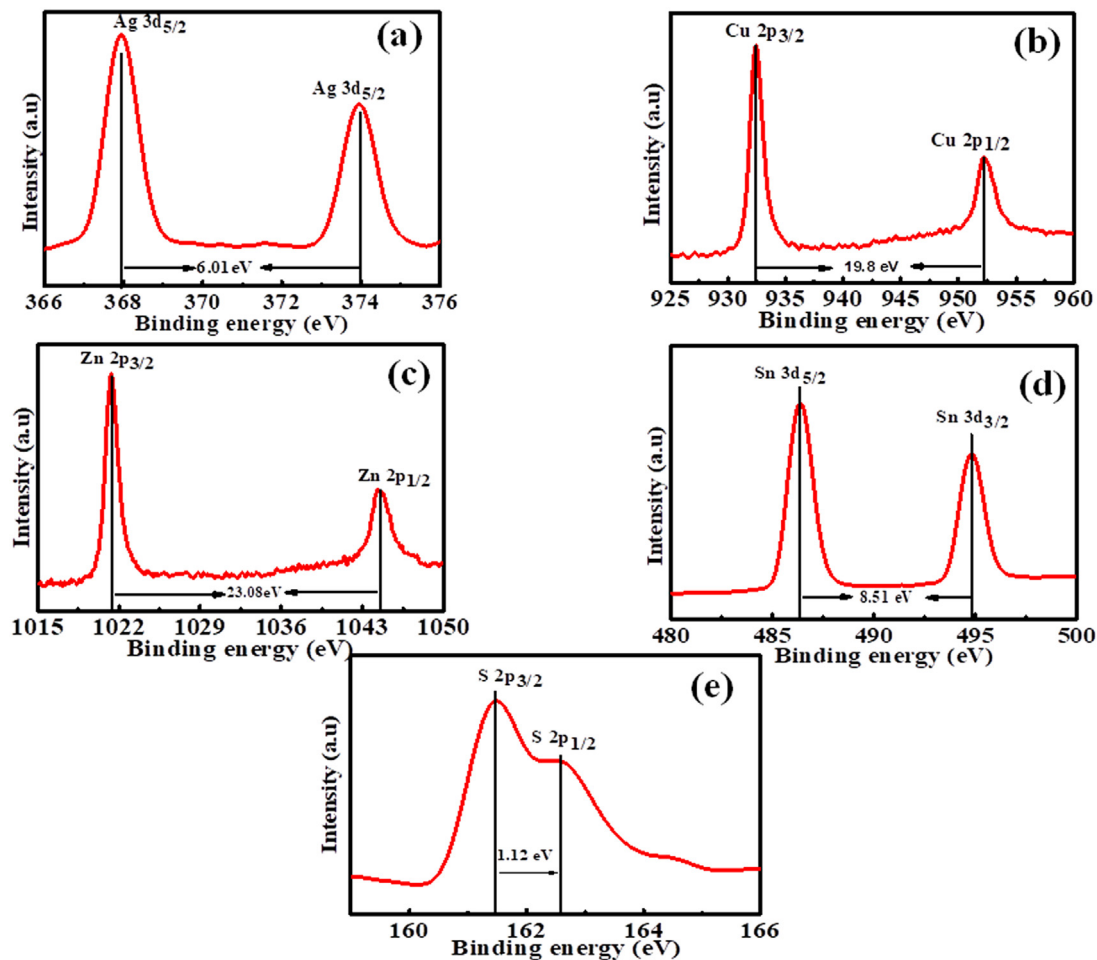 Ag 3d5/2
(a)
Ag 3d5/2
Intensity (a.u)
6.01 eV
366 368 370 372 374 376
Binding energy (eV)
Cu 2p3/2
(b)
Cu 2p1/2
Intensity (a.u)
19.8 eV
925 930 935 940 945 950 955 960
Binding energy (eV)
Zn 2p3/2
(c)
Zn 2p1/2
Intensity (a.u)
23.08eV
1015 1022 1029 1036 1043 1050
Binding energy (eV)
Sn 3d5/2
(d)
Sn 3d3/2
Intensity (a.u)
8.51 eV
480 485 490 495 500
Binding energy (eV)
S 2p3/2
(e)
S 2p1/2
Intensity (a.u)
1.12 eV
160 162 164 166
Binding energy (eV)